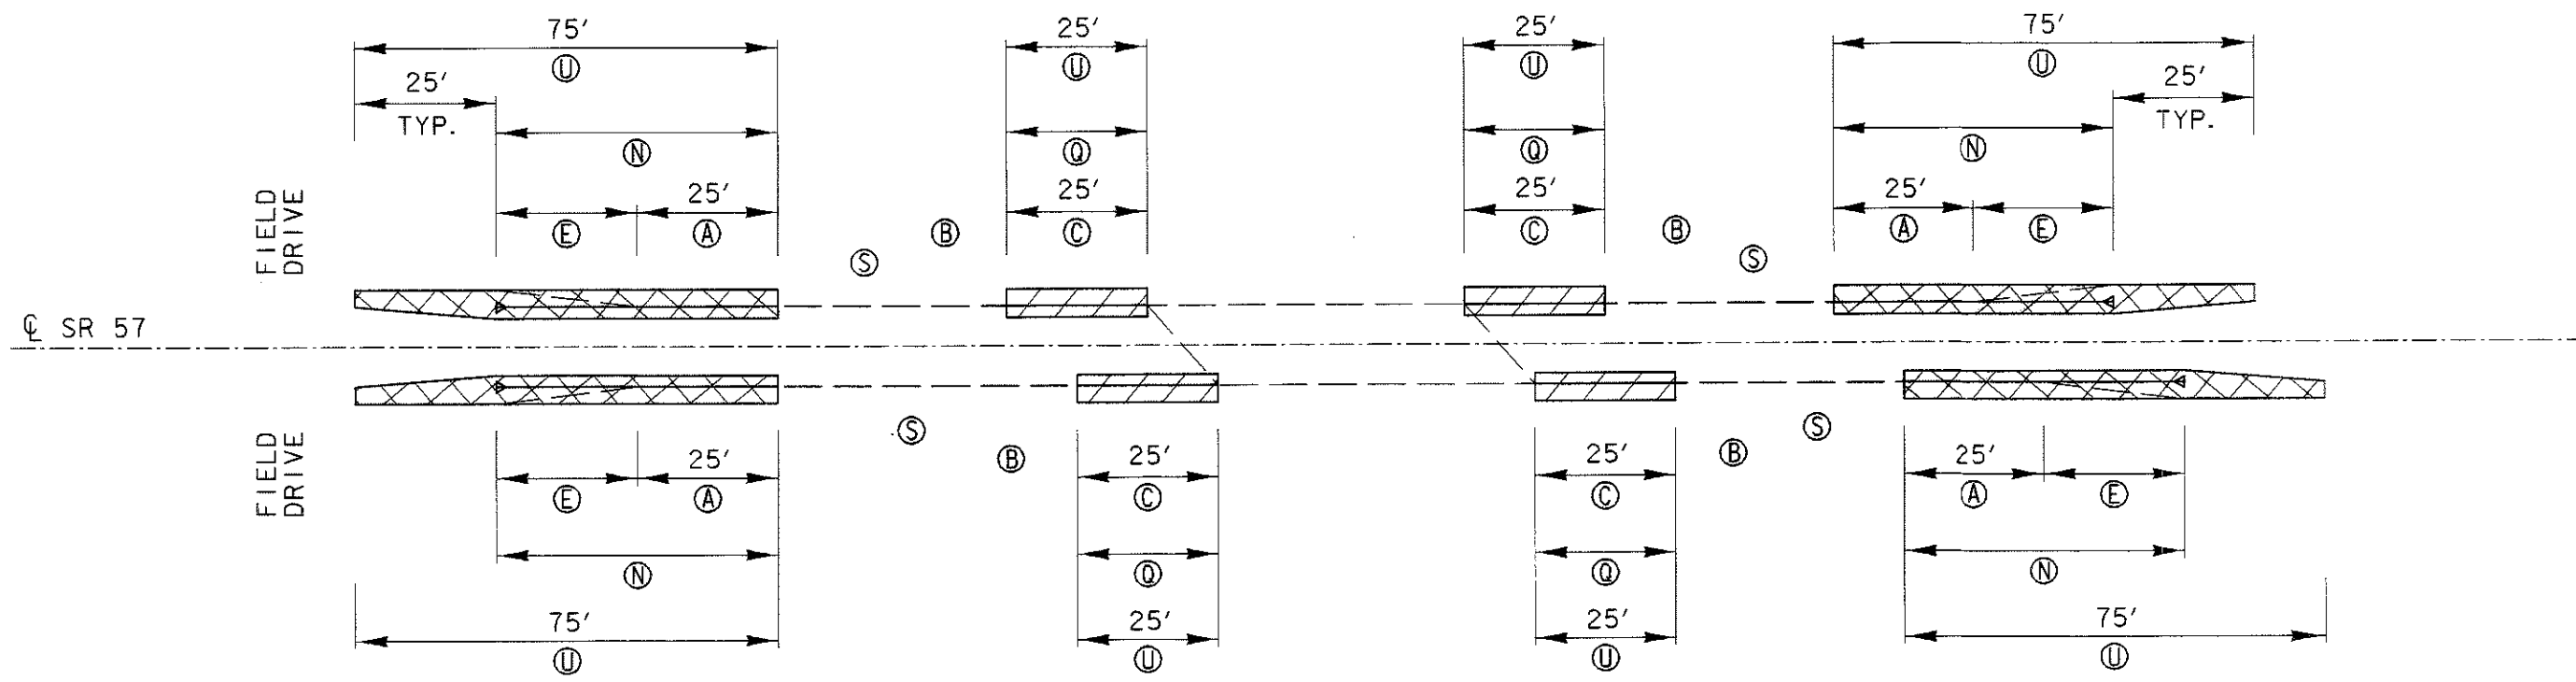 75' 25' 25' 75'
Ⓤ Ⓤ Ⓤ Ⓤ
25' 25'
TYP. TYP.
Ⓝ Ⓠ Ⓠ Ⓝ
25' 25' 25' 25'
Ⓔ Ⓐ Ⓒ Ⓒ Ⓐ Ⓔ
Ⓑ Ⓑ
Ⓢ Ⓢ
FIELD
DRIVE
℄ SR 57
FIELD
DRIVE
Ⓢ Ⓢ
Ⓑ Ⓑ
25' 25' 25' 25'
Ⓔ Ⓐ Ⓒ Ⓒ Ⓐ Ⓔ
Ⓝ Ⓠ Ⓠ Ⓝ
75' 25' 25' 75'
Ⓤ Ⓤ Ⓤ Ⓤ